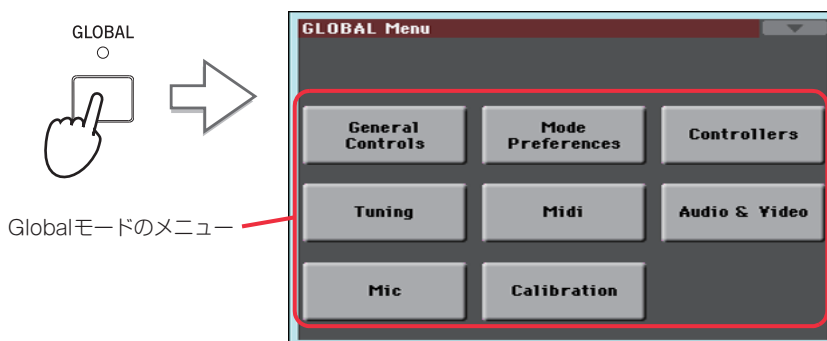 GLOBAL
GLOBAL Menu
General
Controls
Mode
Preferences
Controllers
Tuning
Midi
Audio & Video
Mic
Calibration
Globalモードのメニュー